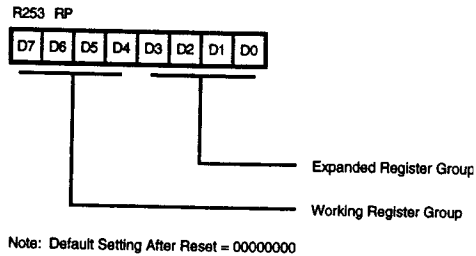 R253 RP
D7 D6 D5 D4 D3 D2 D1 D0
Expanded Register Group
Working Register Group
Note: Default Setting After Reset = 00000000